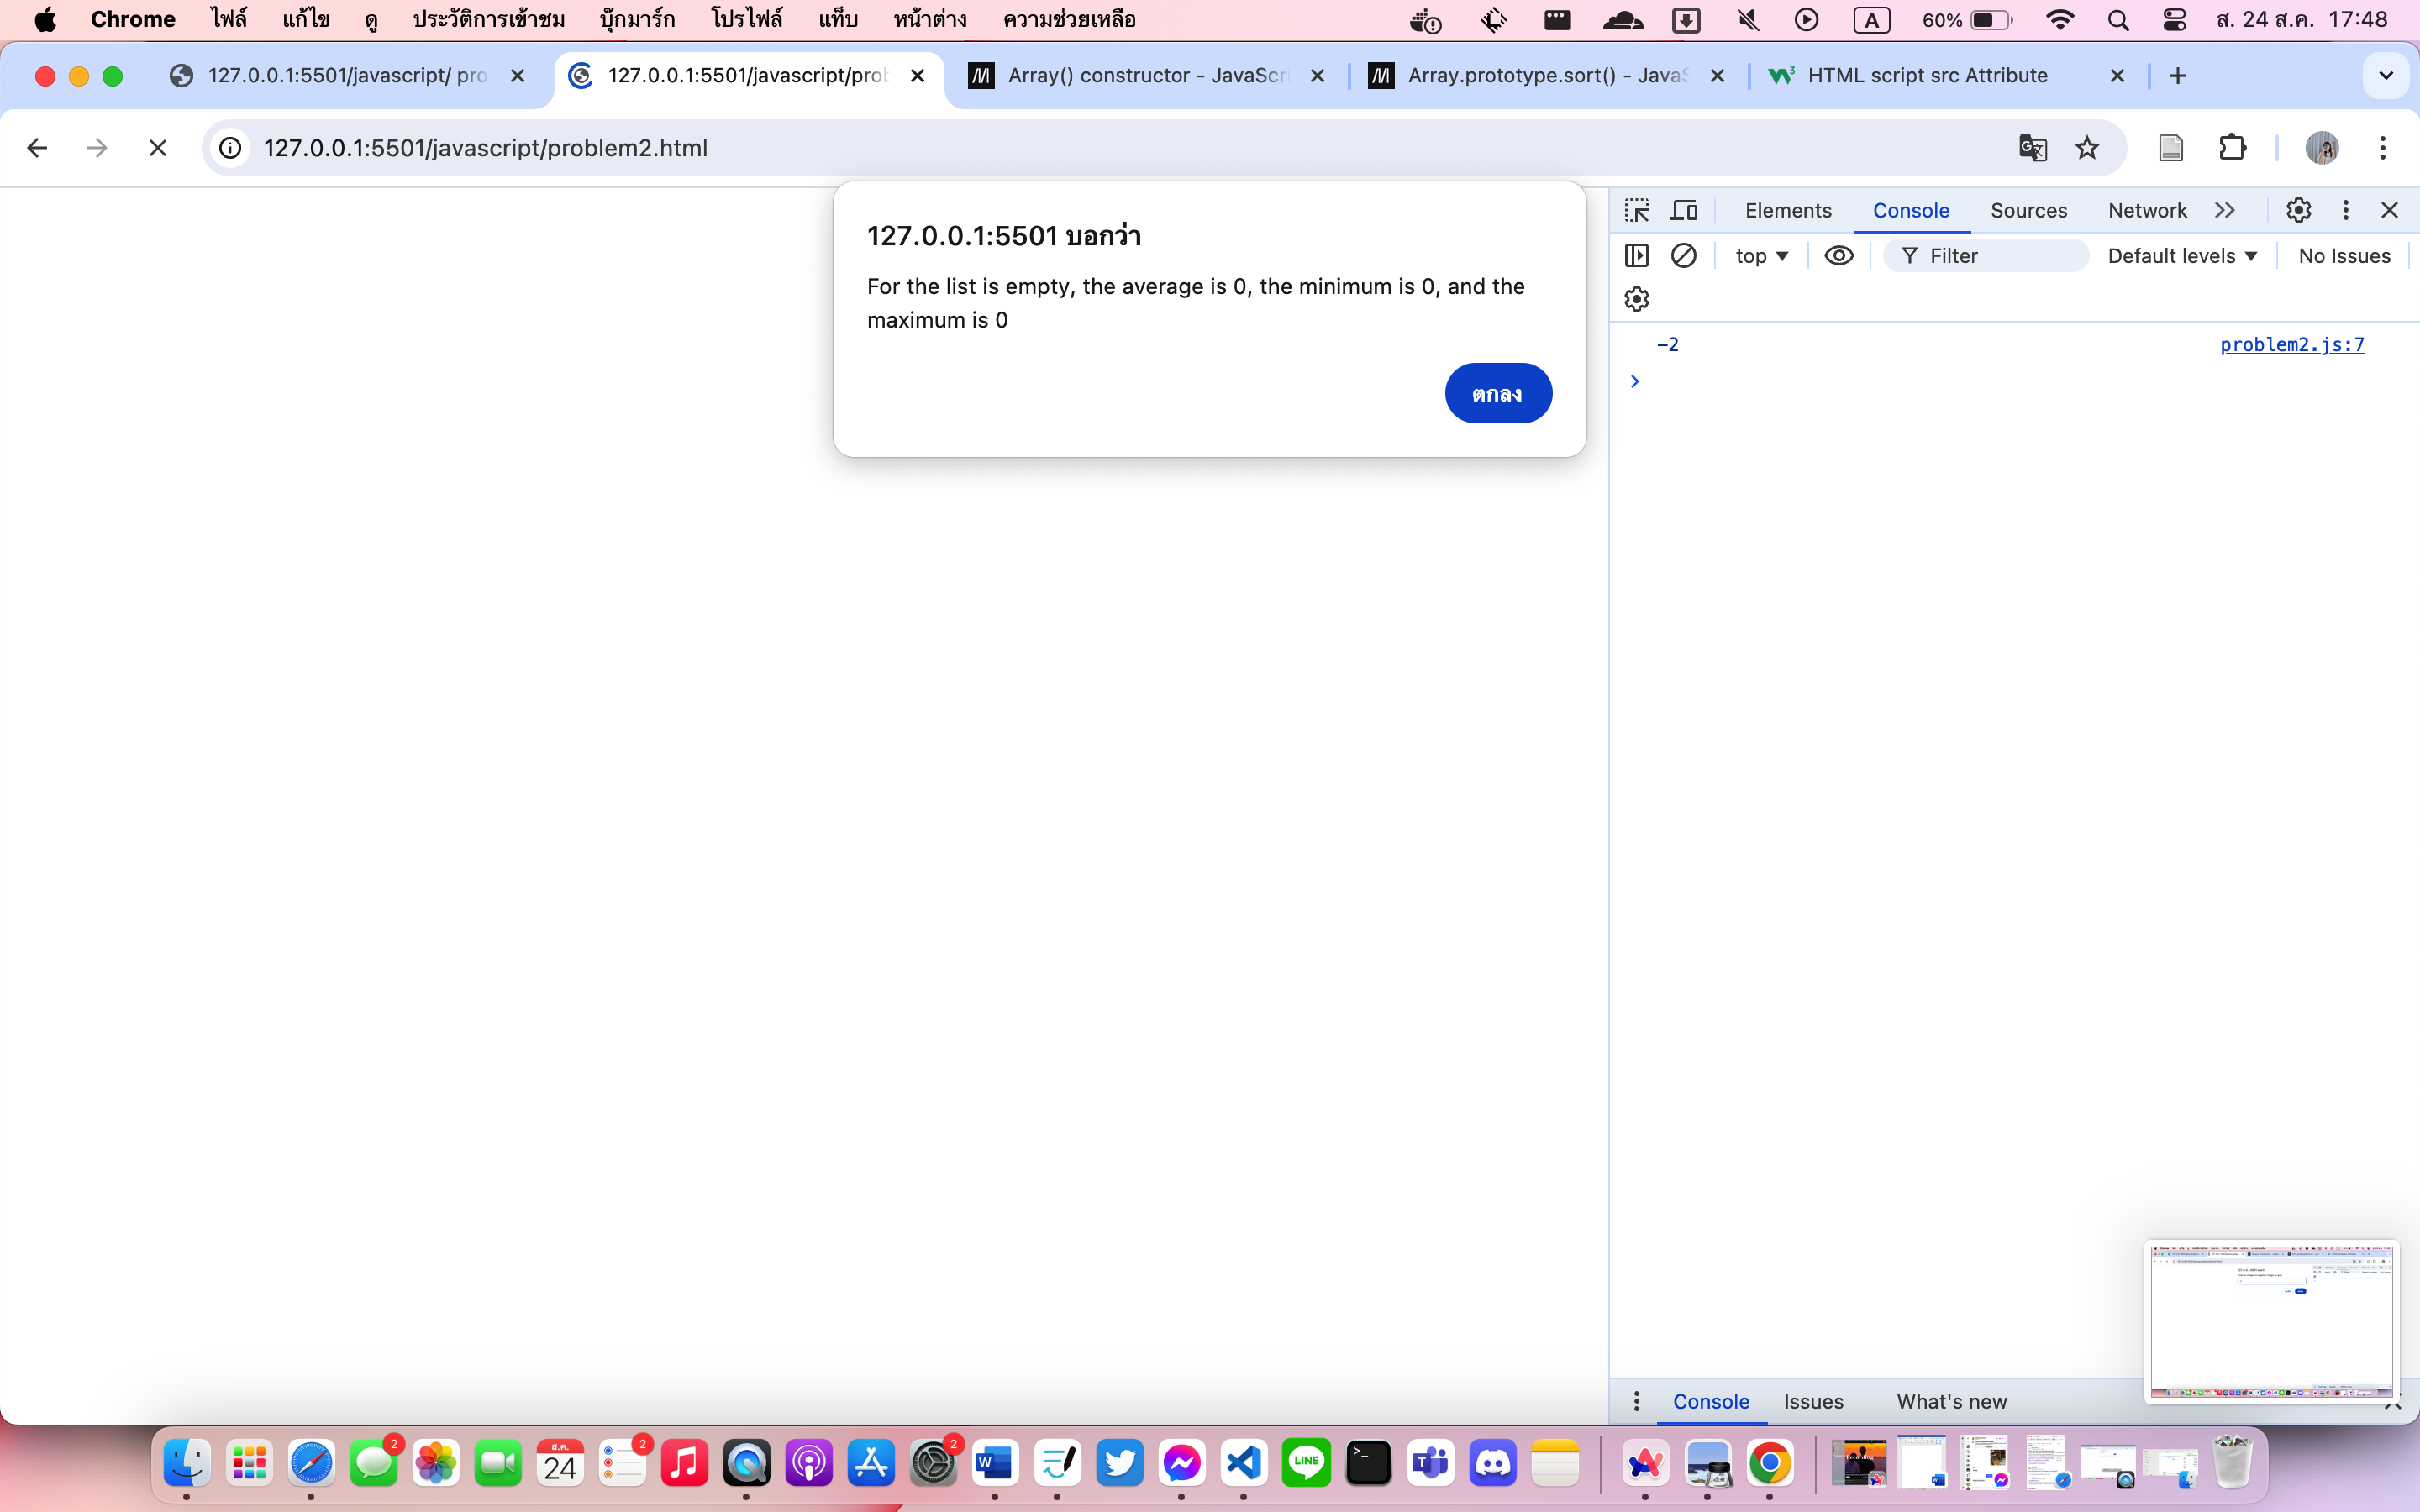 Chrome ไฟล์ แก้ไข ดู ประวัติการเข้าชม บุ๊กมาร์ก โปรไฟล์ แท็บ หน้าต่าง ความช่วยเหลือ A 60% ส. 24 ส.ค. 17:48
127.0.0.1:5501/javascript/ pro 127.0.0.1:5501/javascript/prob Array() constructor - JavaScri Array.prototype.sort() - JavaS HTML script src Attribute
127.0.0.1:5501/javascript/problem2.html
127.0.0.1:5501 บอกว่า
For the list is empty, the average is 0, the minimum is 0, and the
maximum is 0
ตกลง
Elements Console Sources Network
top Filter Default levels No Issues
-2 problem2.js:7
Console Issues What's new
2 ส.ค. 24 2 2 W LINE T